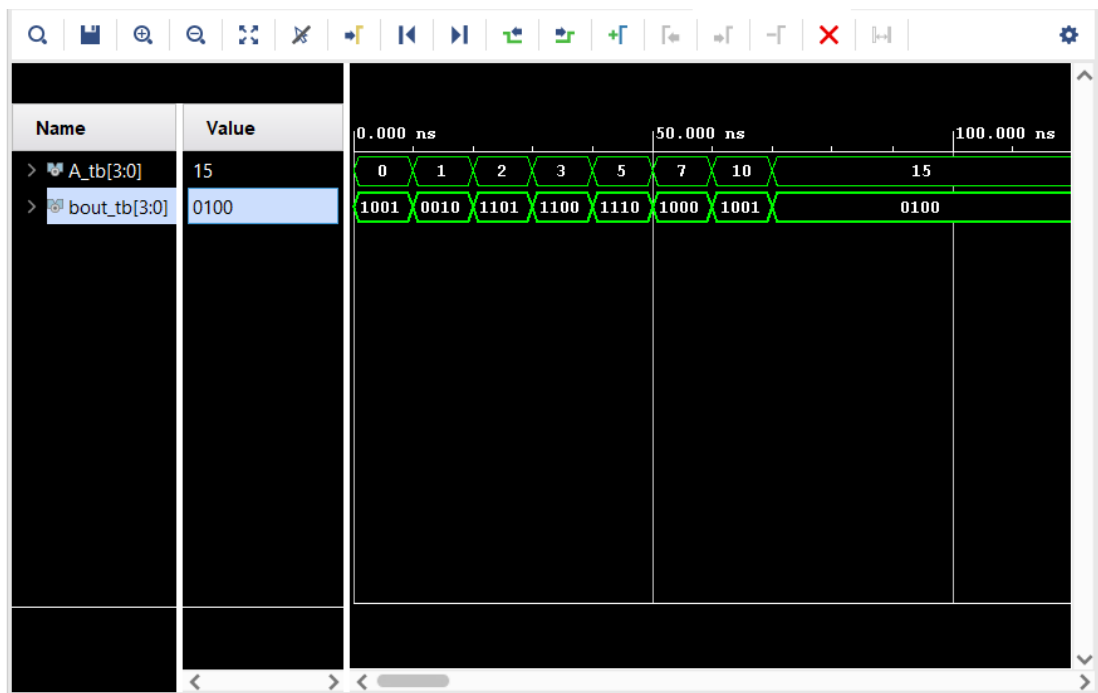 Name Value
0.000 ns 50.000 ns 100.000 ns
A_tb[3:0] 15 0 1 2 3 5 7 10 15
bout_tb[3:0] 0100 1001 0010 1101 1100 1110 1000 1001 0100